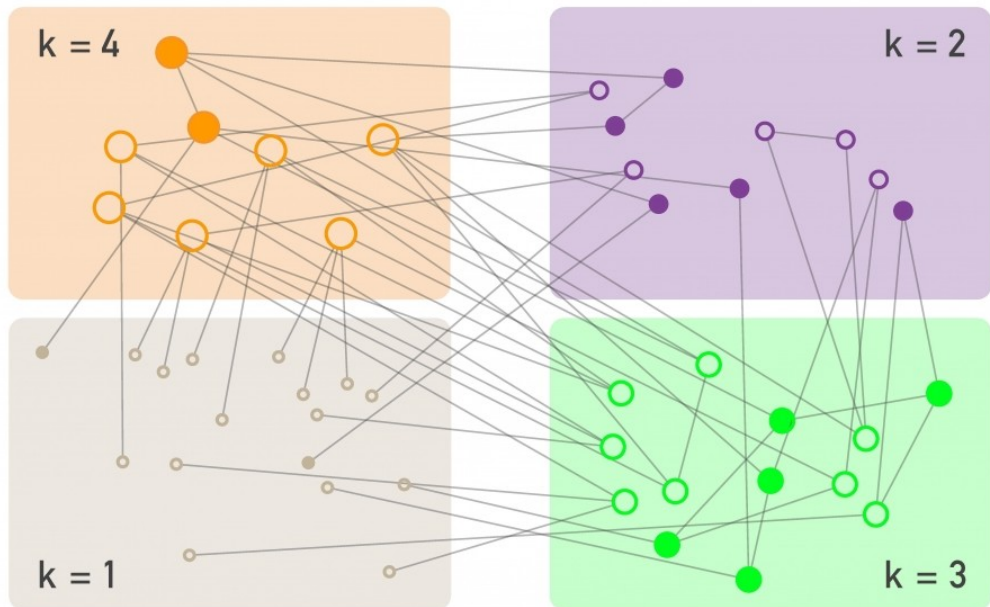 k = 4
k = 2
k = 1
k = 3